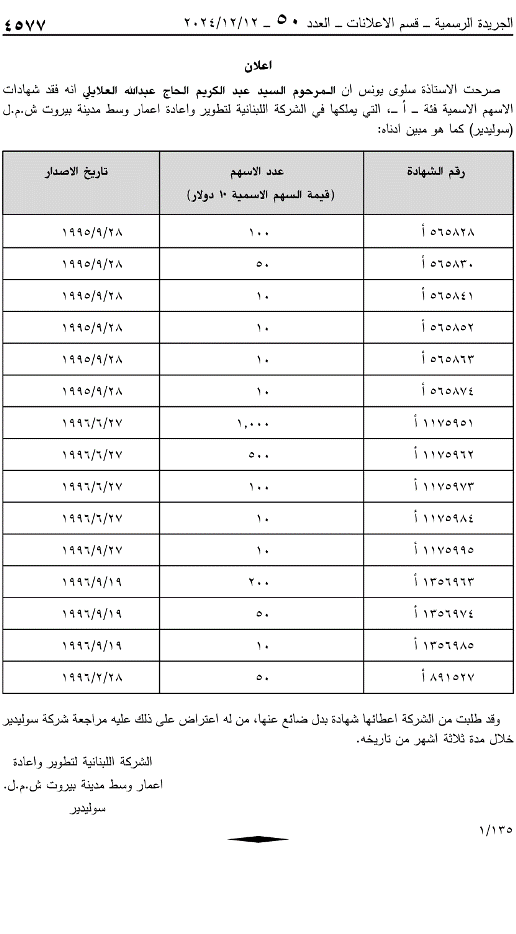 الجريدة الرسمية ــ قسم الاعلانات ــ العدد ٥٠ ــ ٢٠٢٤/١٢/١٢ ٤٥٧٧
اعلان
صرحت الاستاذة سلوى يونس ان المرحوم السيد عبد الكريم الحاج عبدالله العلايلي انه فقد شهادات
الاسهم الاسمية فئة ــ أ ــ، التي يملكها في الشركة اللبنانية لتطوير واعادة اعمار وسط مدينة بيروت ش.م.ل
(سوليدير) كما هو مبين ادناه:
رقم الشهادة عدد الاسهم تاريخ الاصدار
(قيمة السهم الاسمية ١٠ دولار)
٥٦٥٨٢٨ أ ١٠٠ ١٩٩٥/٩/٢٨
٥٦٥٨٣٠ أ ٥٠ ١٩٩٥/٩/٢٨
٥٦٥٨٤١ أ ١٠ ١٩٩٥/٩/٢٨
٥٦٥٨٥٢ أ ١٠ ١٩٩٥/٩/٢٨
٥٦٥٨٦٣ أ ١٠ ١٩٩٥/٩/٢٨
٥٦٥٨٧٤ أ ١٠ ١٩٩٥/٩/٢٨
١١٧٥٩٥١ أ ١,٠٠٠ ١٩٩٦/٦/٢٧
١١٧٥٩٦٢ أ ٥٠٠ ١٩٩٦/٦/٢٧
١١٧٥٩٧٣ أ ١٠٠ ١٩٩٦/٦/٢٧
١١٧٥٩٨٤ أ ١٠ ١٩٩٦/٦/٢٧
١١٧٥٩٩٥ أ ١٠ ١٩٩٦/٩/٢٧
١٣٥٦٩٦٣ أ ٢٠٠ ١٩٩٦/٩/١٩
١٣٥٦٩٧٤ أ ٥٠ ١٩٩٦/٩/١٩
١٣٥٦٩٨٥ أ ١٠ ١٩٩٦/٩/١٩
٨٩١٥٢٧ أ ٥٠ ١٩٩٦/٢/٢٨
وقد طلبت من الشركة اعطائها شهادة بدل ضائع عنها، من له اعتراض على ذلك عليه مراجعة شركة سوليدير
خلال مدة ثلاثة اشهر من تاريخه.
الشركة اللبنانية لتطوير واعادة
اعمار وسط مدينة بيروت ش.م.ل.
سوليدير
١/١٣٥